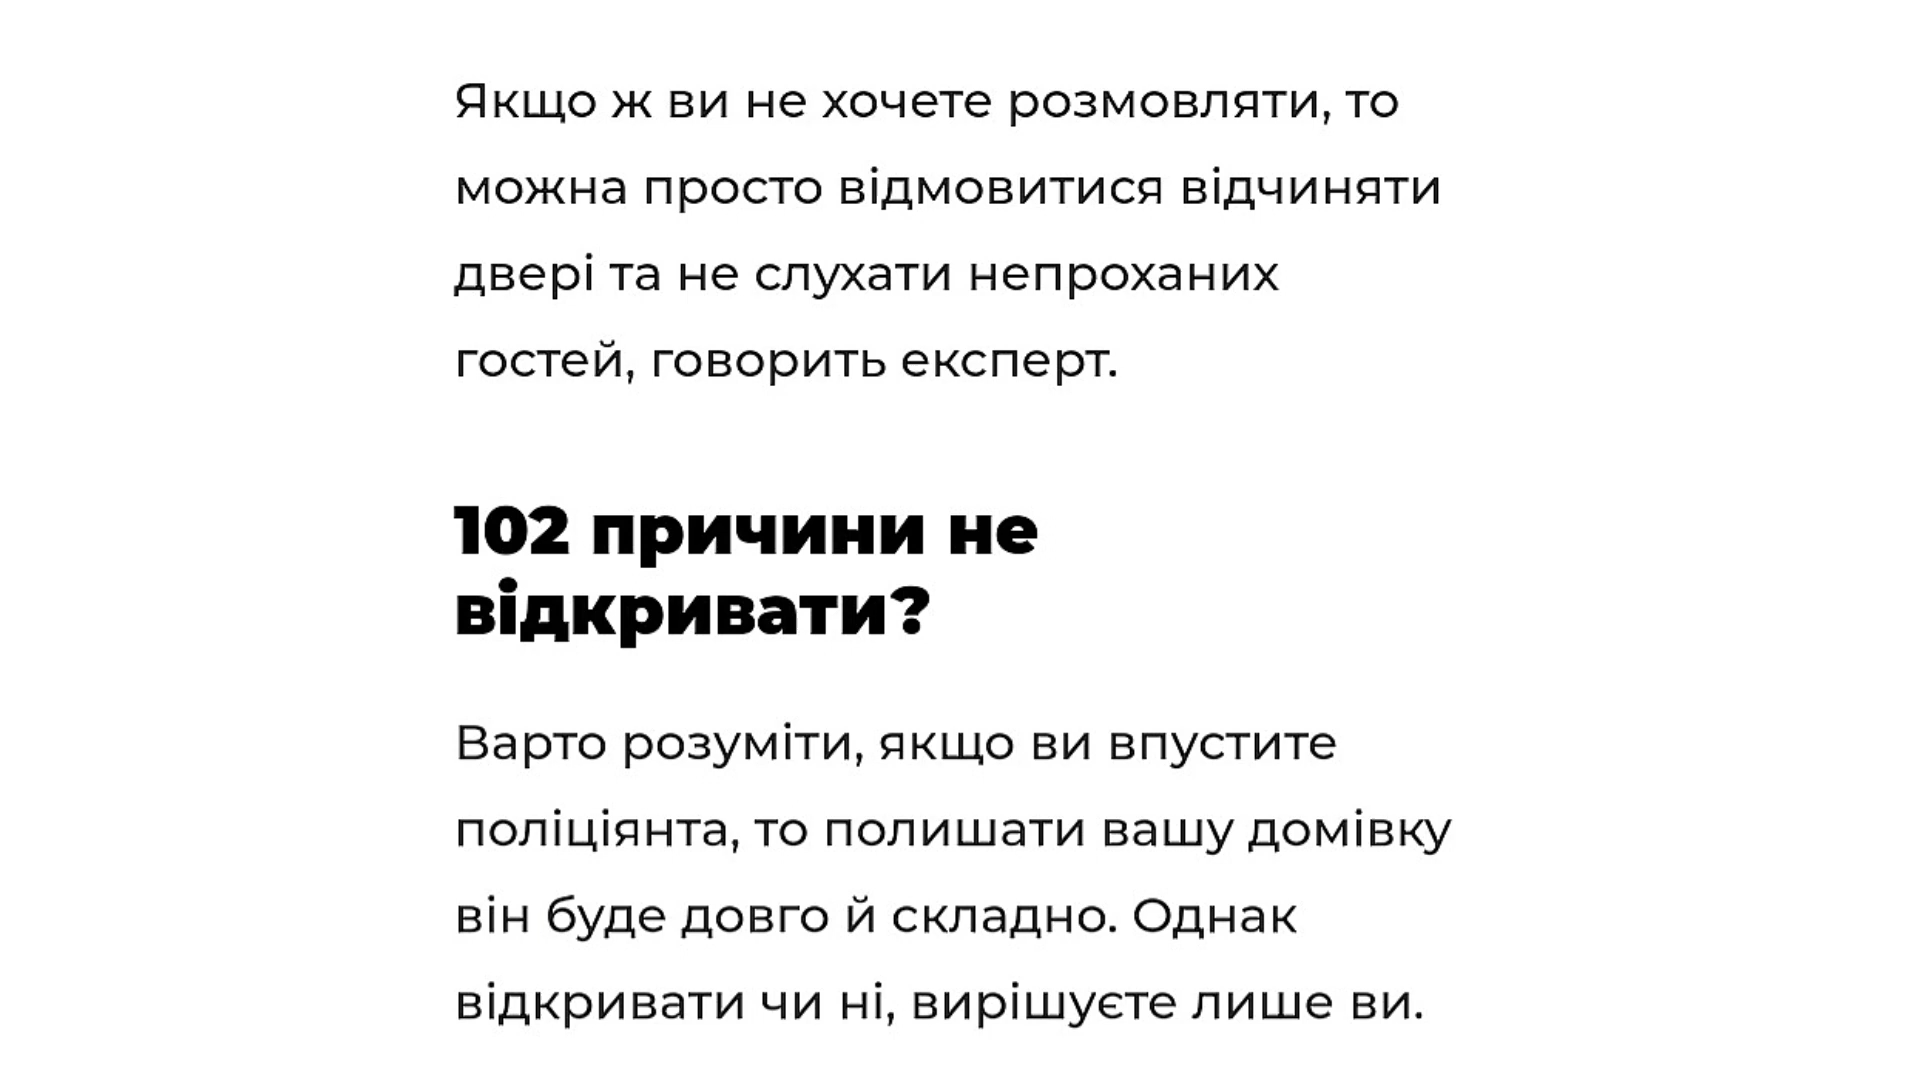 Якщо ж ви не хочете розмовляти, то
можна просто відмовитися відчиняти
двері та не слухати непроханих
гостей, говорить експерт.
102 причини не
відкривати?
Варто розуміти, якщо ви впустите
поліціянта, то полишати вашу домівку
він буде довго й складно. Однак
відкривати чи ні, вирішуєте лише ви.